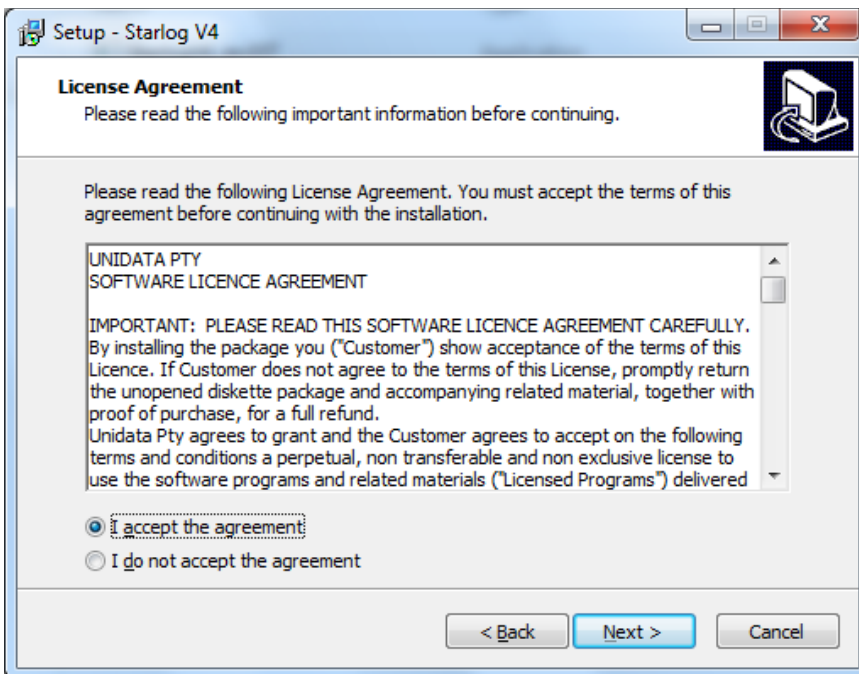 Setup - Starlog V4
License Agreement
Please read the following important information before continuing.
Please read the following License Agreement. You must accept the terms of this
agreement before continuing with the installation.
UNIDATA PTY
SOFTWARE LICENCE AGREEMENT
IMPORTANT:  PLEASE READ THIS SOFTWARE LICENCE AGREEMENT CAREFULLY.
By installing the package you ("Customer") show acceptance of the terms of this
Licence. If Customer does not agree to the terms of this License, promptly return
the unopened diskette package and accompanying related material, together with
proof of purchase, for a full refund.
Unidata Pty agrees to grant and the Customer agrees to accept on the following
terms and conditions a perpetual, non transferable and non exclusive license to
use the software programs and related materials ("Licensed Programs") delivered
I accept the agreement
I do not accept the agreement
< Back
Next >
Cancel